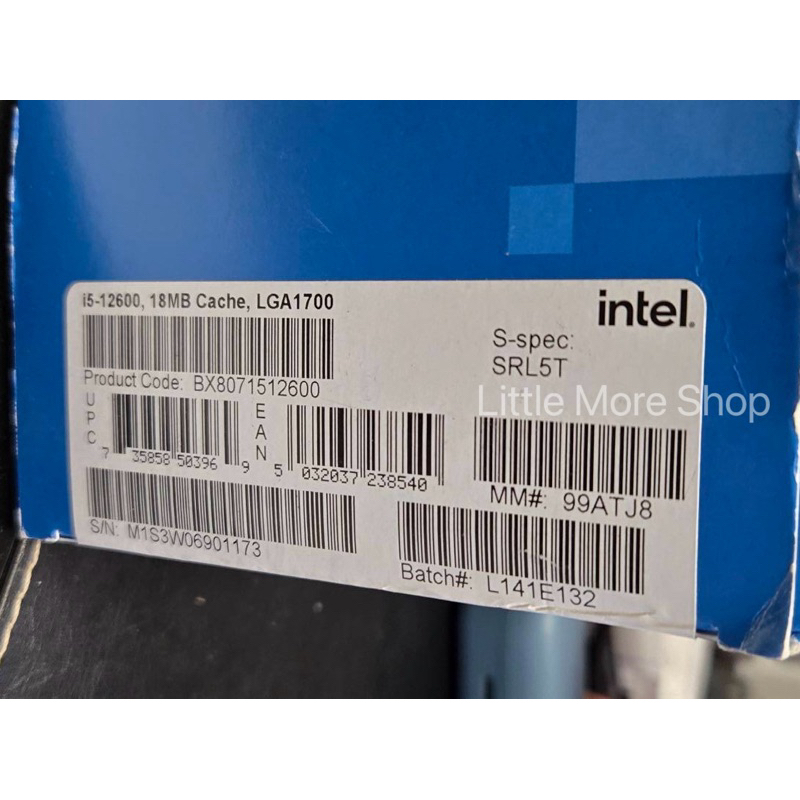 i5-12600, 18MB Cache, LGA1700
intel.
S-spec:
SRL5T
Product Code: BX8071512600
Little More Shop
UPC
7 35858 50396 9
EAN
5 032037 238540
MM#: 99ATJ8
S/N: M1S3W06901173
Batch#: L141E132